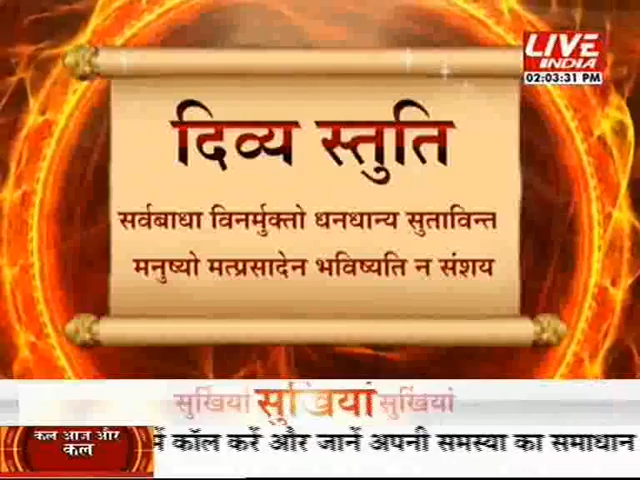 LIVE
INDIA
02:03:31 PM
दिव्य स्तुति
सर्वबाधा विनर्मुक्तो धनधान्य सुताविन्त
मनुष्यो मत्प्रसादेन भविष्यति न संशय
सुर्खियां सुर्खियां सुर्खियां
कल आज और
कल
में कॉल करें और जानें अपनी समस्या का समाधान